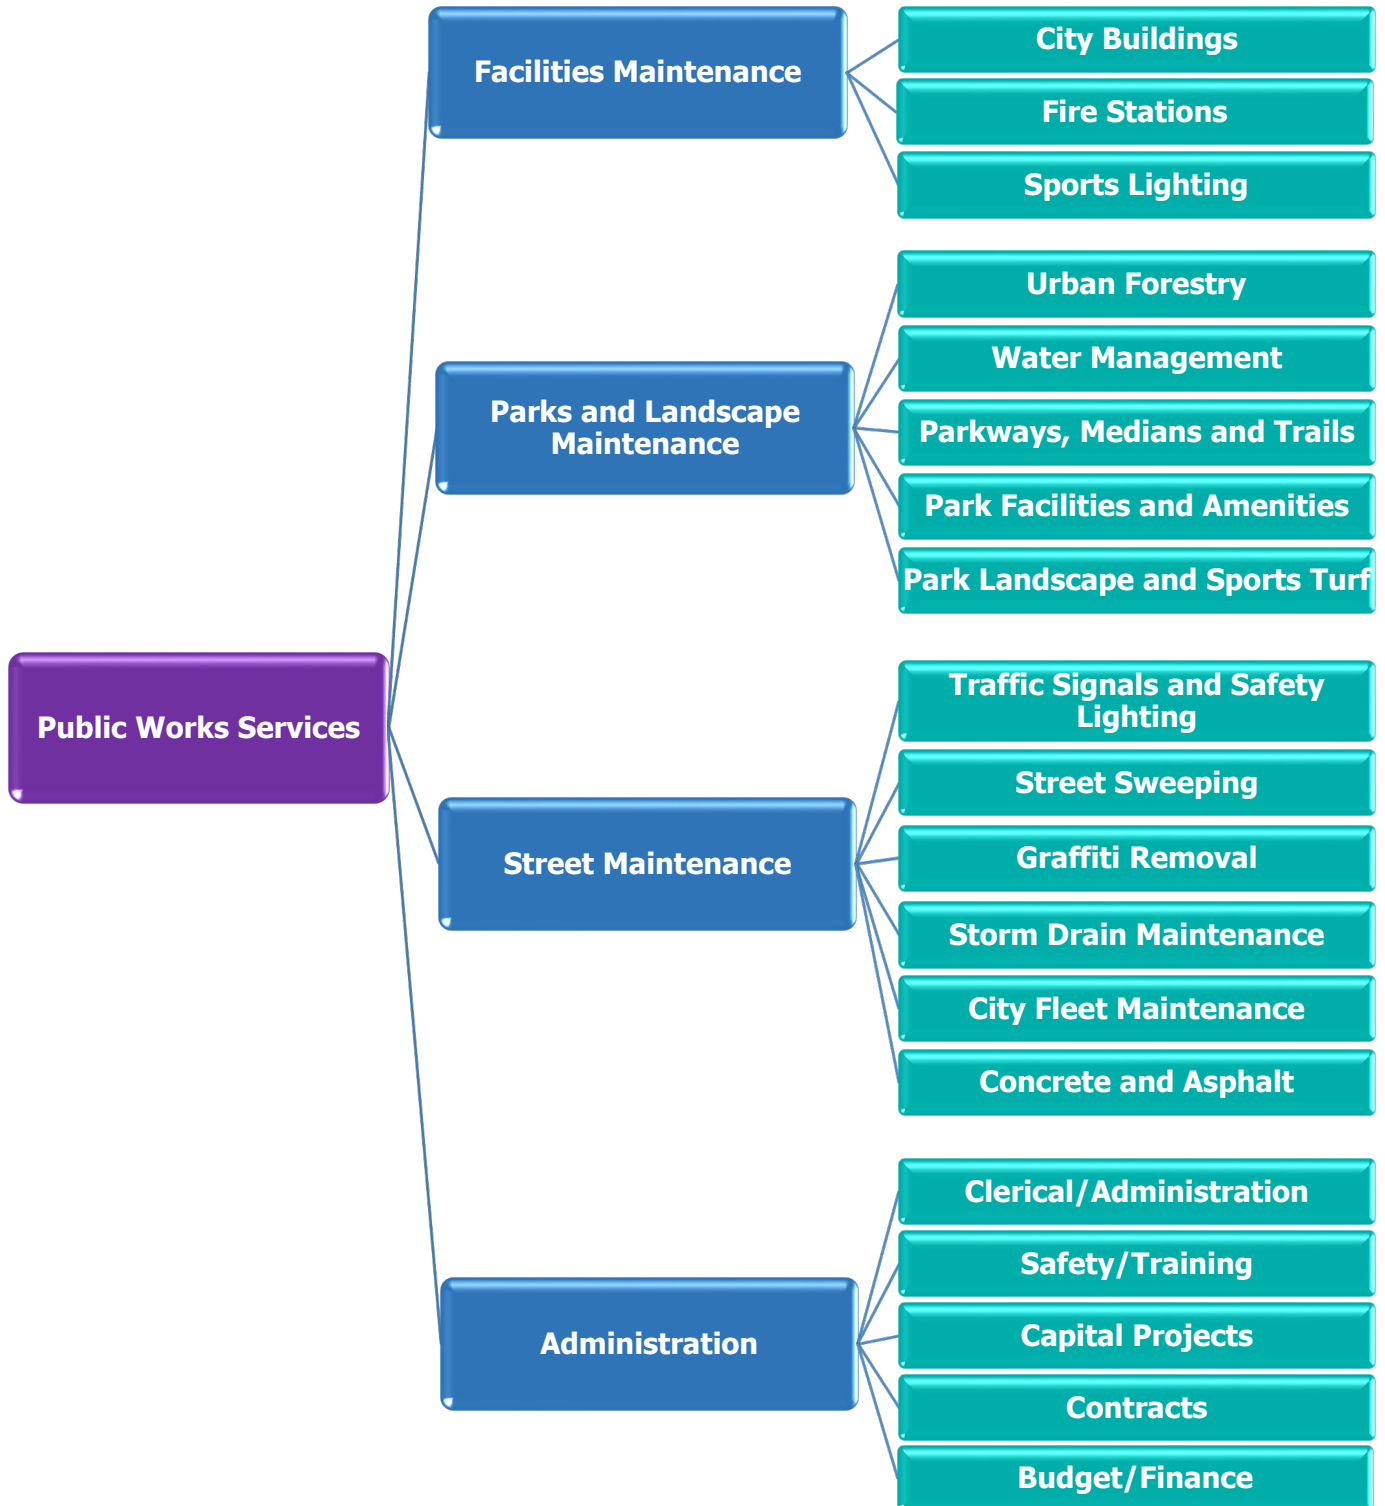 Public Works Services
Facilities Maintenance
City Buildings
Fire Stations
Sports Lighting
Parks and Landscape
Maintenance
Urban Forestry
Water Management
Parkways, Medians and Trails
Park Facilities and Amenities
Park Landscape and Sports Turf
Street Maintenance
Traffic Signals and Safety
Lighting
Street Sweeping
Graffiti Removal
Storm Drain Maintenance
City Fleet Maintenance
Concrete and Asphalt
Administration
Clerical/Administration
Safety/Training
Capital Projects
Contracts
Budget/Finance